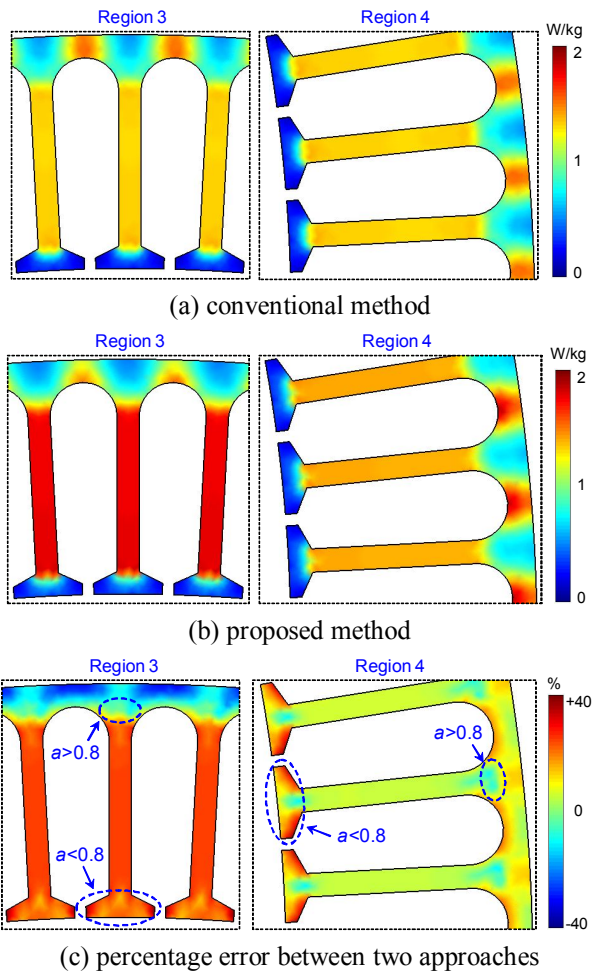 Region 3
Region 4
W/kg
2
1
0
(a) conventional method
Region 3
Region 4
W/kg
2
1
0
(b) proposed method
Region 3
Region 4
%
+40
0
-40
a>0.8
a<0.8
a>0.8
a<0.8
(c) percentage error between two approaches